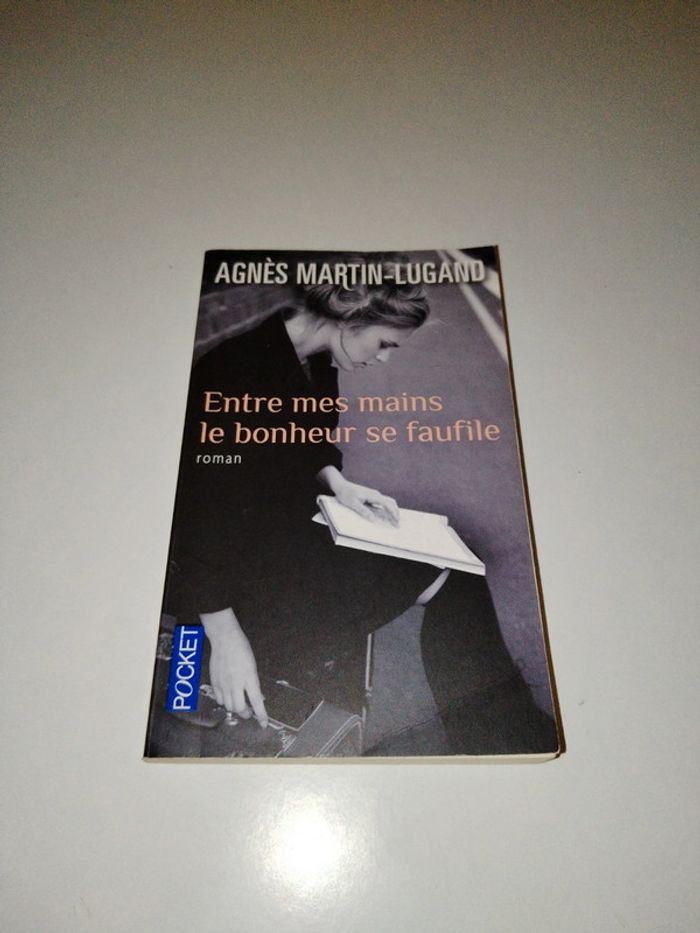 AGNÈS MARTIN-LUGAND
Entre mes mains
le bonheur se faufile
roman
POCKET